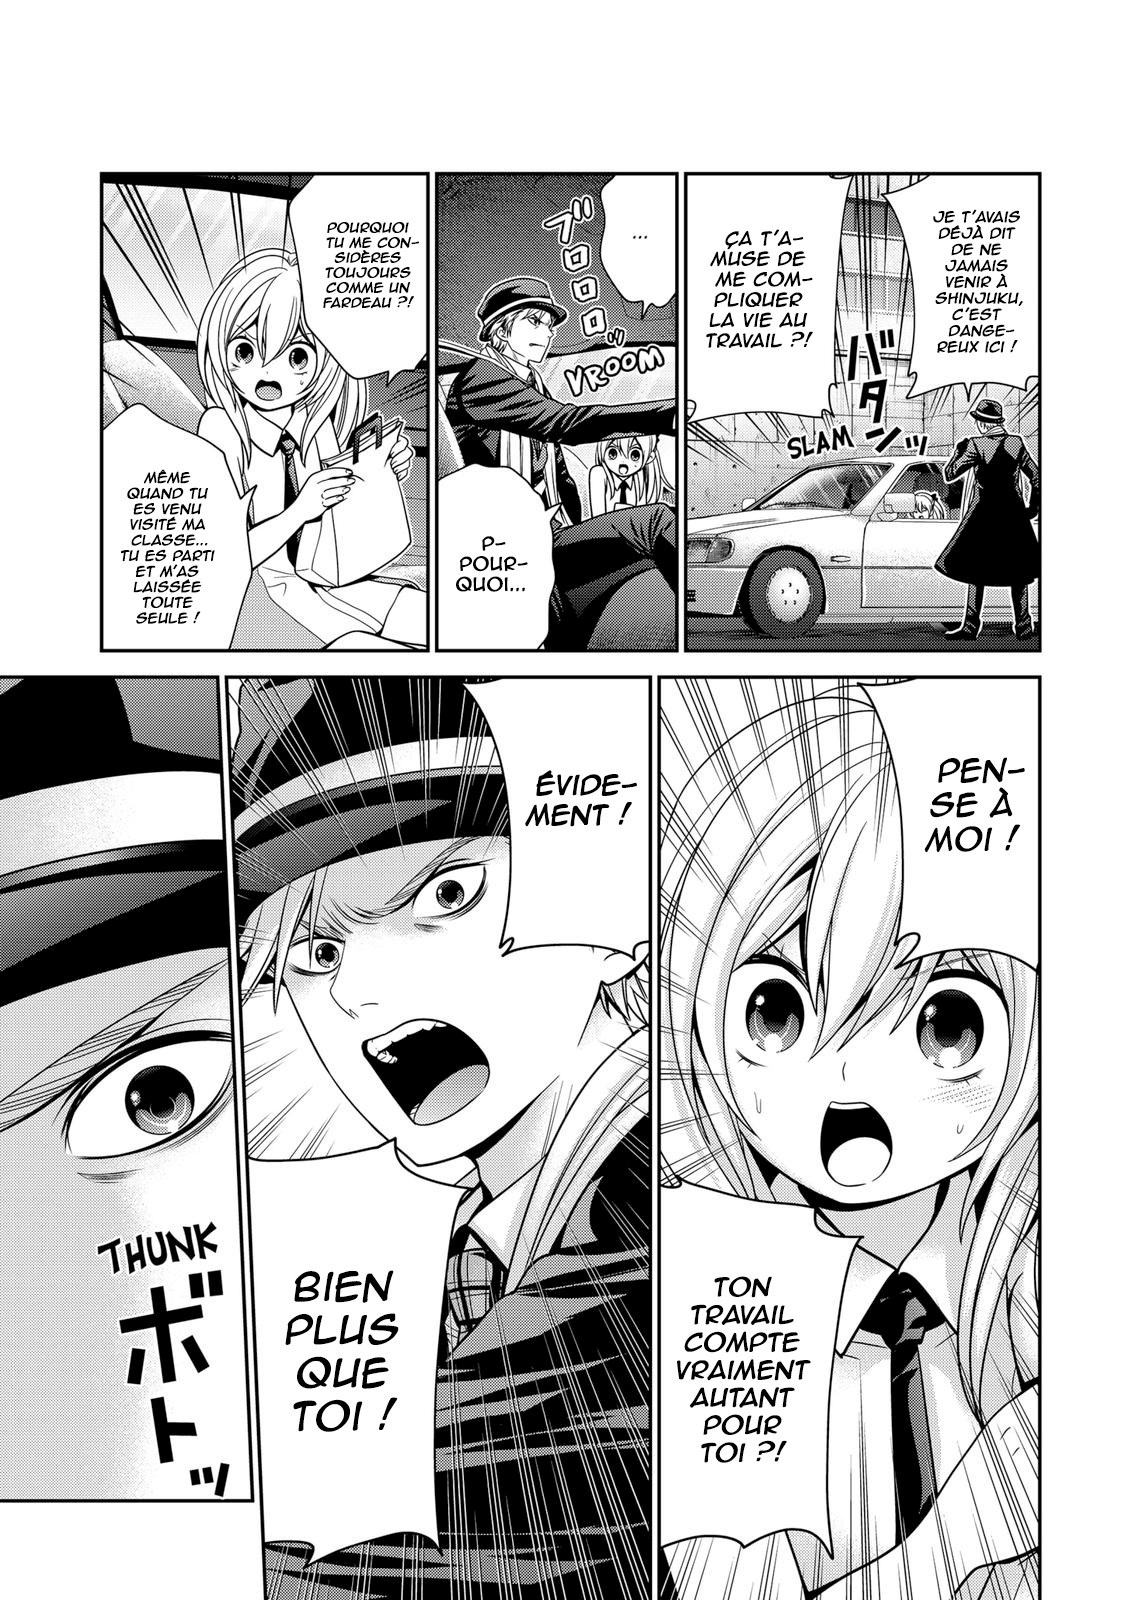 JE T'AVAIS
DÉJÀ DIT
DE NE
JAMAIS
VENIR À
SHINJUKU,
C'EST
DANGE-
REUX ICI !
ÇA T'A-
MUSE DE
ME COM-
PLIQUER
LA VIE AU
TRAVAIL ?!
バタンッ
SLAM
...
ブロロロロ
VROOM
P-
POUR-
QUOI...
POURQUOI
TU ME CON-
SIDÈRES
TOUJOURS
COMME UN
FARDEAU ?!
MÊME
QUAND TU
ES VENU
VISITÉ MA
CLASSE...
TU ES PARTI
ET M'AS
LAISSÉE
TOUTE
SEULE !
PEN-
SE À
MOI !
TON
TRAVAIL
COMPTE
VRAIMENT
AUTANT
POUR
TOI ?!
ÉVIDE-
MENT !
BIEN
PLUS
QUE
TOI !
THUNK
ボトッ